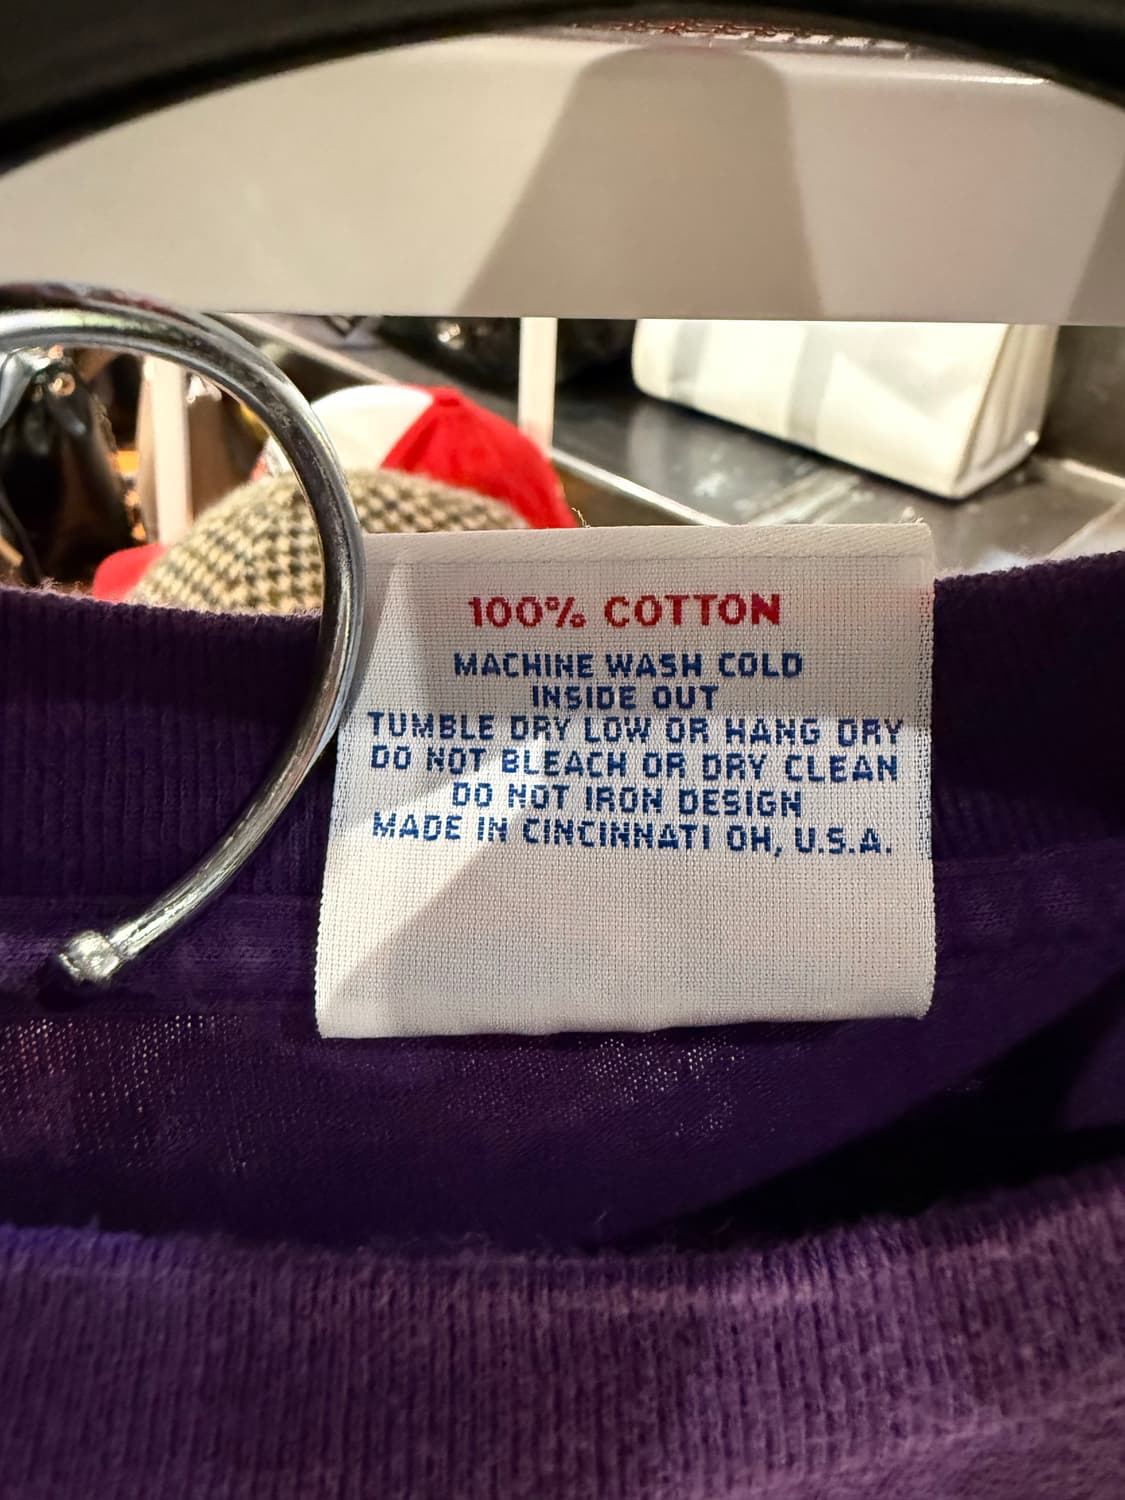 100% COTTON
MACHINE WASH COLD
INSIDE OUT
TUMBLE DRY LOW OR HANG DRY
DO NOT BLEACH OR DRY CLEAN
DO NOT IRON DESIGN
MADE IN CINCINNATI OH, U.S.A.